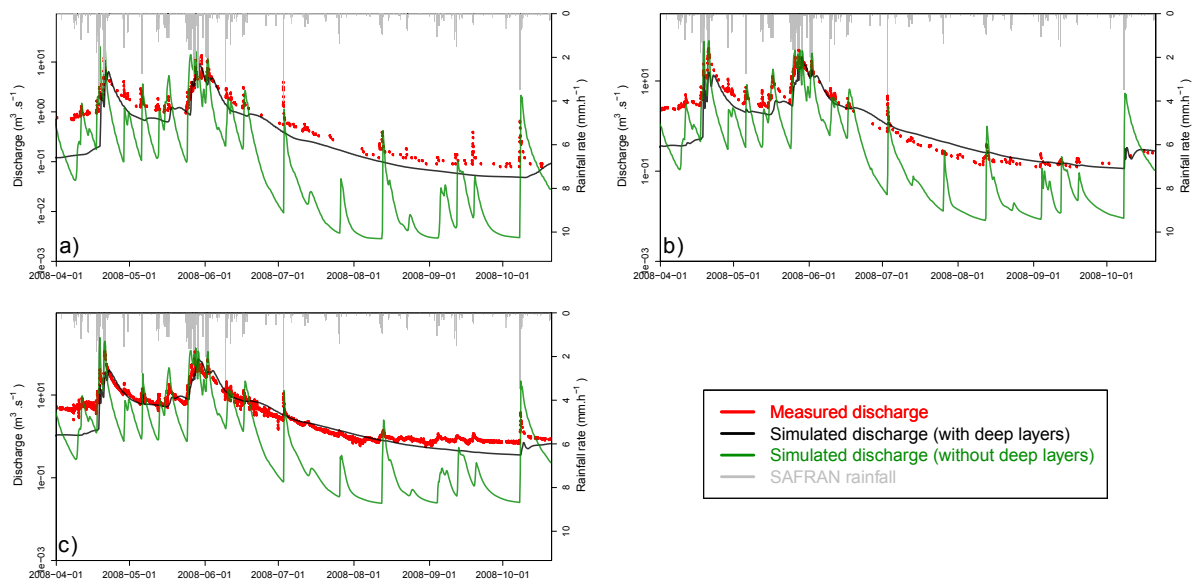 a)
Discharge (m³ .s⁻¹)
1e+01
1e+00
1e−01
1e−02
1e−03
0
2
4
6
8
10
Rainfall rate (mm.h⁻¹)
2008−04−01 2008−05−01 2008−06−01 2008−07−01 2008−08−01 2008−09−01 2008−10−01
b)
Discharge (m³ .s⁻¹)
1e+01
1e−01
1e−03
0
2
4
6
8
10
Rainfall rate (mm.h⁻¹)
2008−04−01 2008−05−01 2008−06−01 2008−07−01 2008−08−01 2008−09−01 2008−10−01
c)
Discharge (m³ .s⁻¹)
1e+01
1e−01
1e−03
0
2
4
6
8
10
Rainfall rate (mm.h⁻¹)
2008−04−01 2008−05−01 2008−06−01 2008−07−01 2008−08−01 2008−09−01 2008−10−01
Measured discharge
Simulated discharge (with deep layers)
Simulated discharge (without deep layers)
SAFRAN rainfall